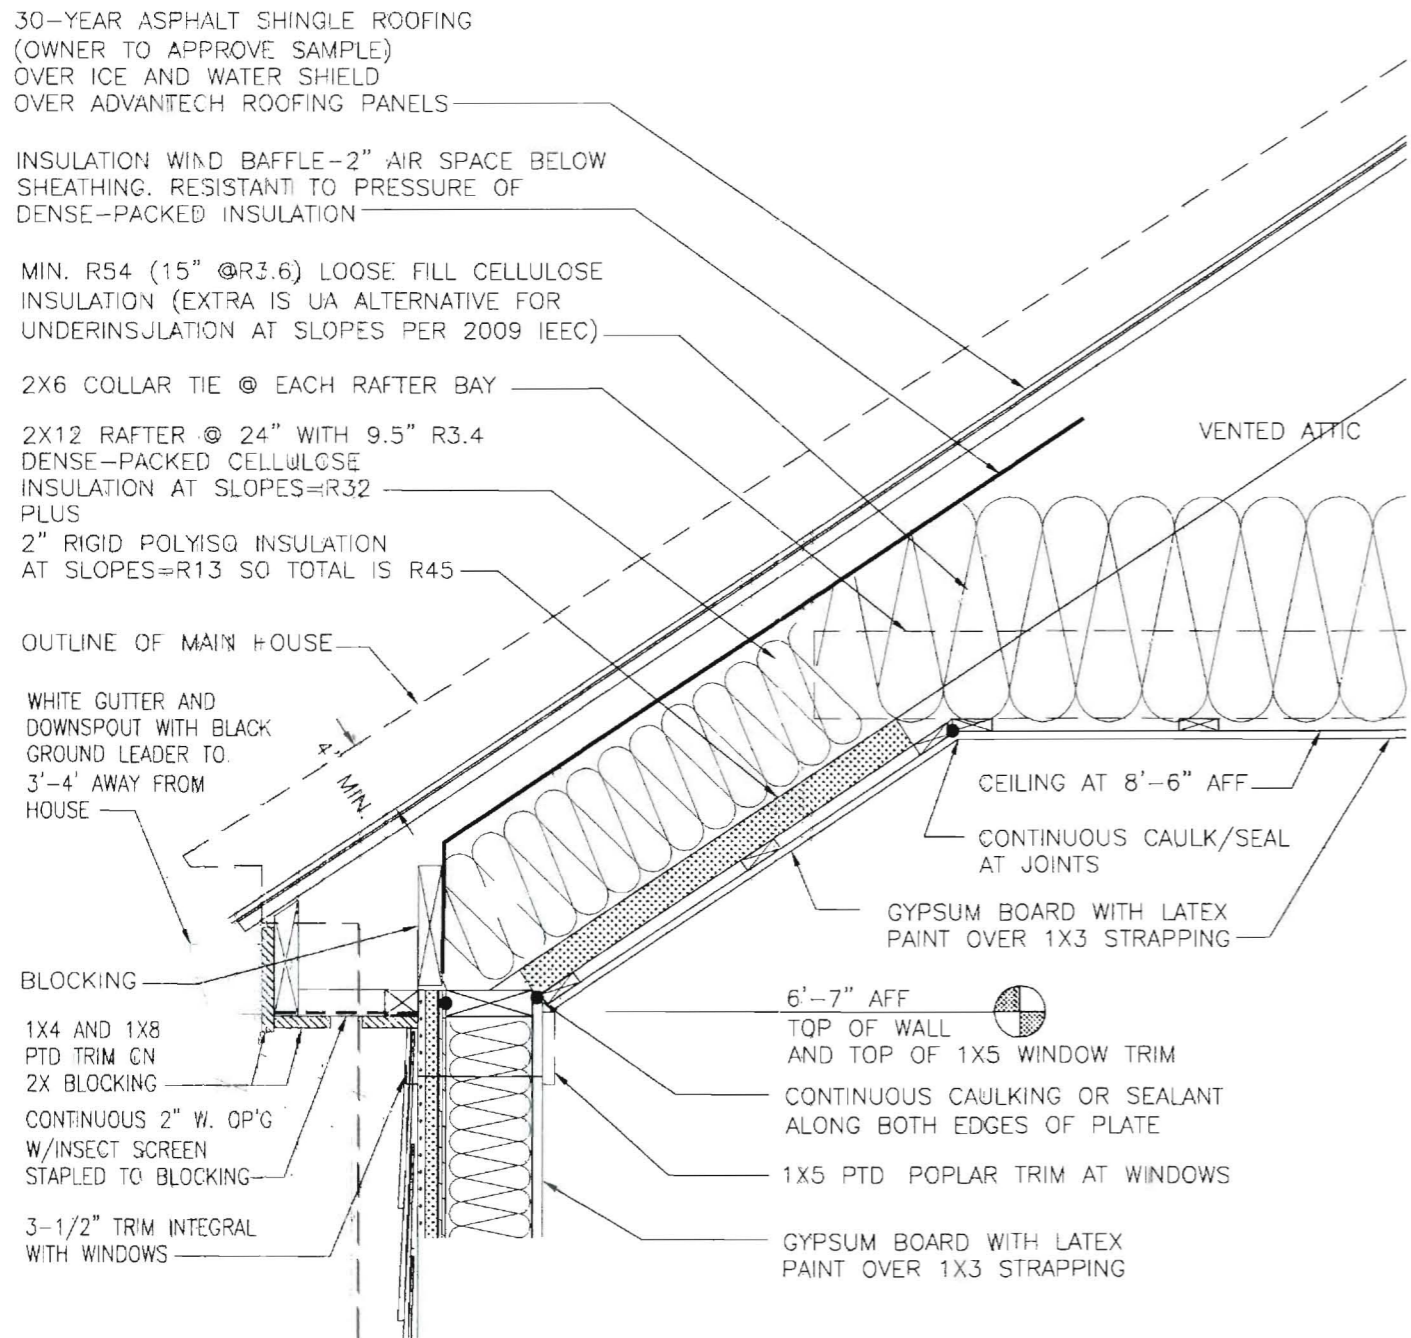 30-YEAR ASPHALT SHINGLE ROOFING
(OWNER TO APPROVE SAMPLE)
OVER ICE AND WATER SHIELD
OVER ADVANTECH ROOFING PANELS
INSULATION WIND BAFFLE-2" AIR SPACE BELOW
SHEATHING. RESISTANT TO PRESSURE OF
DENSE-PACKED INSULATION
MIN. R54 (15" @R3.6) LOOSE FILL CELLULOSE
INSULATION (EXTRA IS UA ALTERNATIVE FOR
UNDERINSULATION AT SLOPES PER 2009 IEEC)
2X6 COLLAR TIE @ EACH RAFTER BAY
2X12 RAFTER @ 24" WITH 9.5" R3.4
DENSE-PACKED CELLULOSE
INSULATION AT SLOPES=R32
PLUS
2" RIGID POLYISO INSULATION
AT SLOPES=R13 SO TOTAL IS R45
OUTLINE OF MAIN HOUSE
WHITE GUTTER AND
DOWNSPOUT WITH BLACK
GROUND LEADER TO
3'-4' AWAY FROM
HOUSE
4" MIN.
BLOCKING
1X4 AND 1X8
PTD TRIM ON
2X BLOCKING
CONTINUOUS 2" W. OP'G
W/INSECT SCREEN
STAPLED TO BLOCKING
3-1/2" TRIM INTEGRAL
WITH WINDOWS
VENTED ATTIC
CEILING AT 8'-6" AFF
CONTINUOUS CAULK/SEAL
AT JOINTS
GYPSUM BOARD WITH LATEX
PAINT OVER 1X3 STRAPPING
6'-7" AFF
TOP OF WALL
AND TOP OF 1X5 WINDOW TRIM
CONTINUOUS CAULKING OR SEALANT
ALONG BOTH EDGES OF PLATE
1X5 PTD POPLAR TRIM AT WINDOWS
GYPSUM BOARD WITH LATEX
PAINT OVER 1X3 STRAPPING